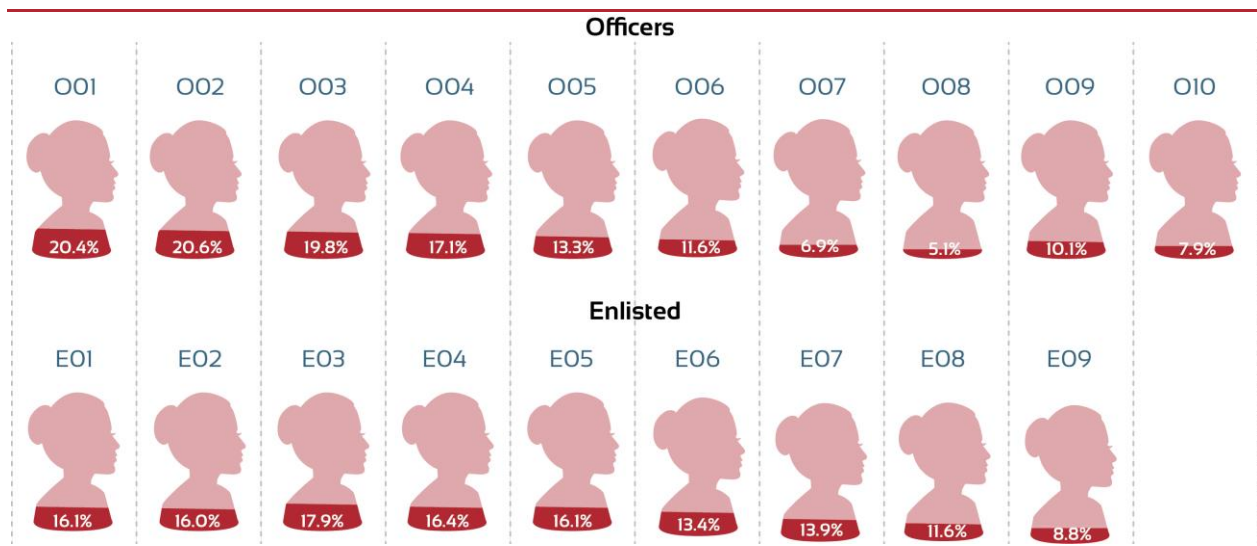 Officers
O01 O02 O03 O04 O05 O06 O07 O08 O09 O10
20.4% 20.6% 19.8% 17.1% 13.3% 11.6% 6.9% 5.1% 10.1% 7.9%
Enlisted
E01 E02 E03 E04 E05 E06 E07 E08 E09
16.1% 16.0% 17.9% 16.4% 16.1% 13.4% 13.9% 11.6% 8.8%